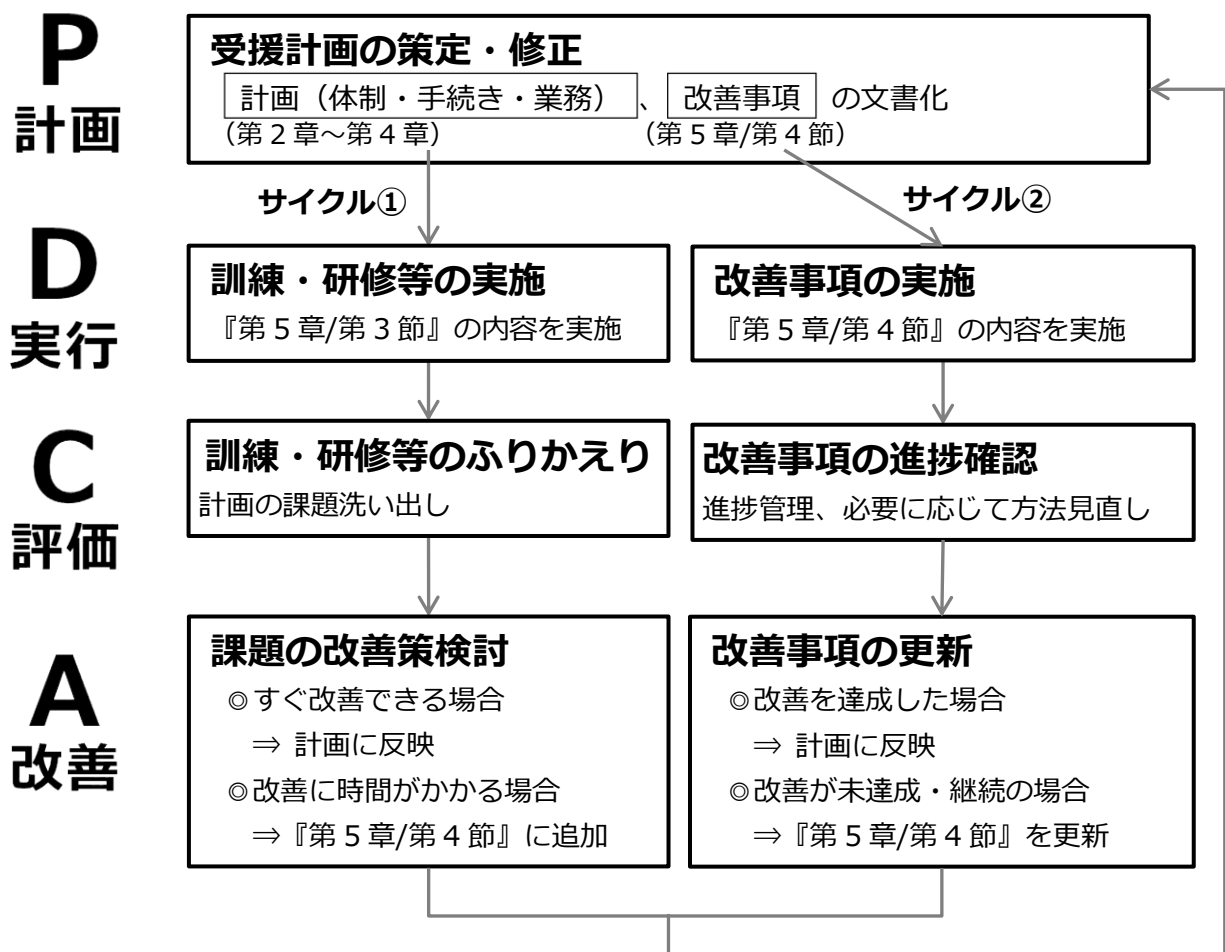 P
計画
受援計画の策定・修正
計画（体制・手続き・業務）、改善事項 の文書化
（第２章～第４章）
（第５章/第４節）
サイクル①
サイクル②
D
実行
訓練・研修等の実施
『第５章/第３節』の内容を実施
改善事項の実施
『第５章/第４節』の内容を実施
C
評価
訓練・研修等のふりかえり
計画の課題洗い出し
改善事項の進捗確認
進捗管理、必要に応じて方法見直し
A
改善
課題の改善策検討
◎すぐ改善できる場合
⇒ 計画に反映
◎改善に時間がかかる場合
⇒『第５章/第４節』に追加
改善事項の更新
◎改善を達成した場合
⇒ 計画に反映
◎改善が未達成・継続の場合
⇒『第５章/第４節』を更新